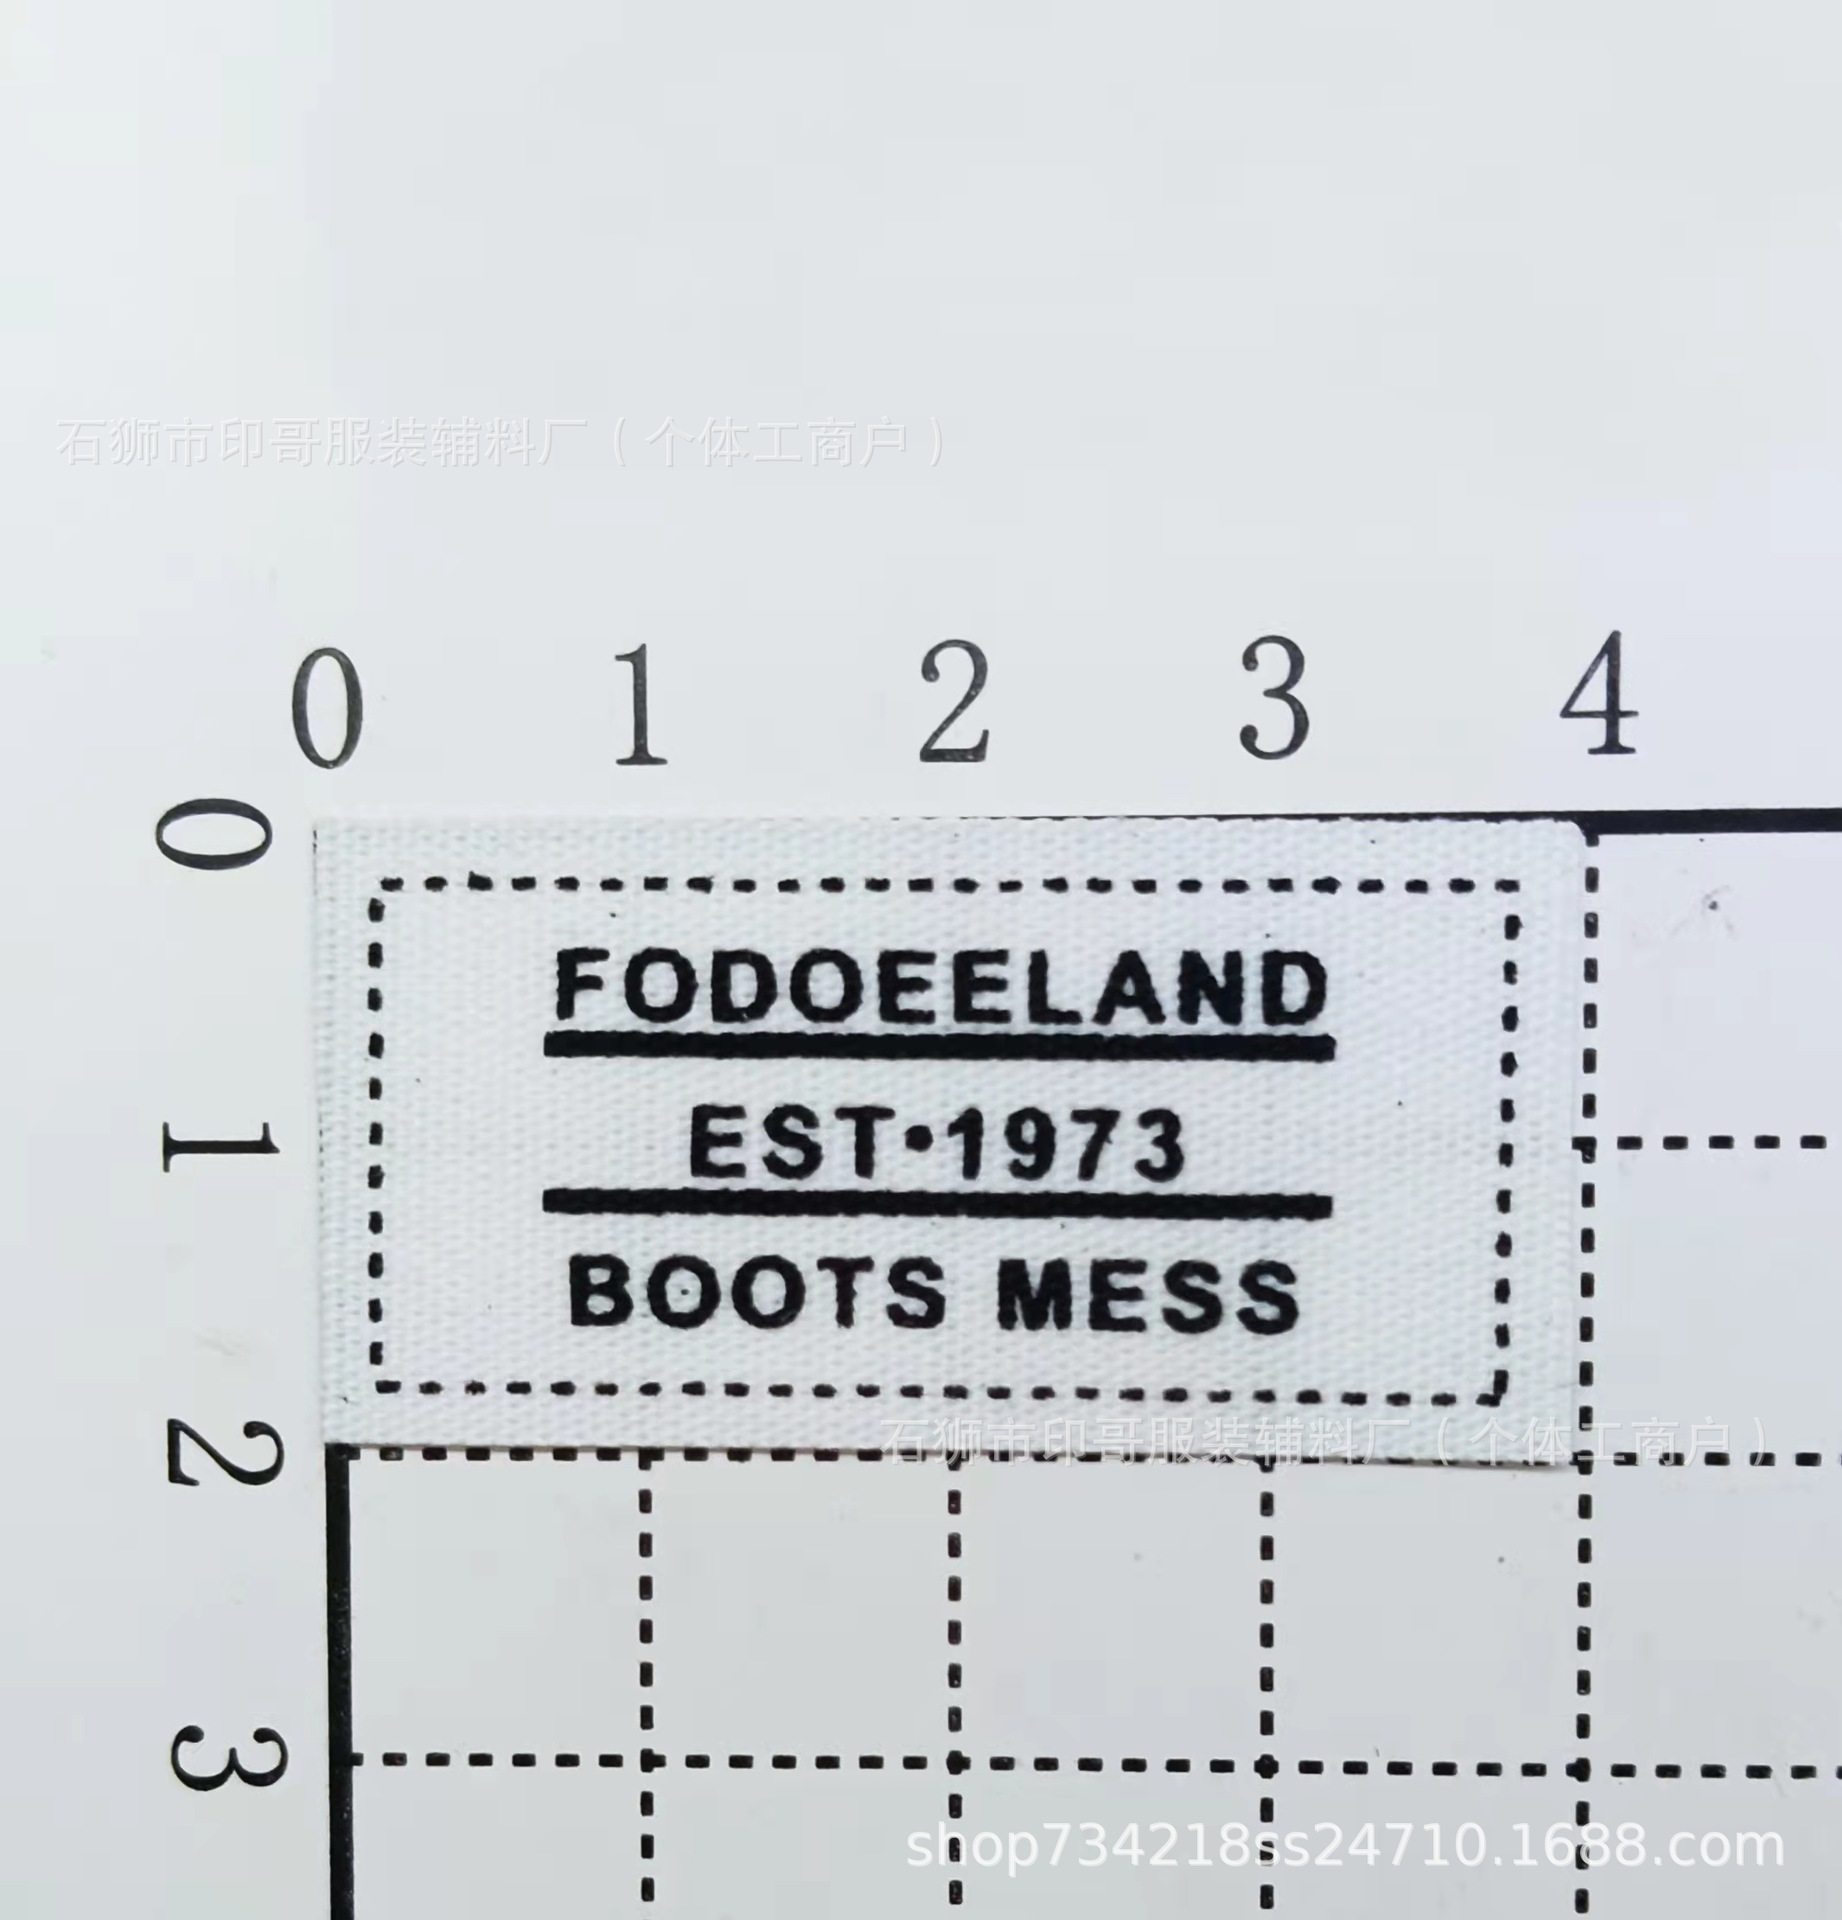 石狮市印哥服装辅料厂（个体工商户）
0 1 2 3 4
0
FODOEELAND
EST·1973
1
BOOTS MESS
石狮市印哥服装辅料厂（个体工商户）
2
3
shop734218ss24710.1688.com